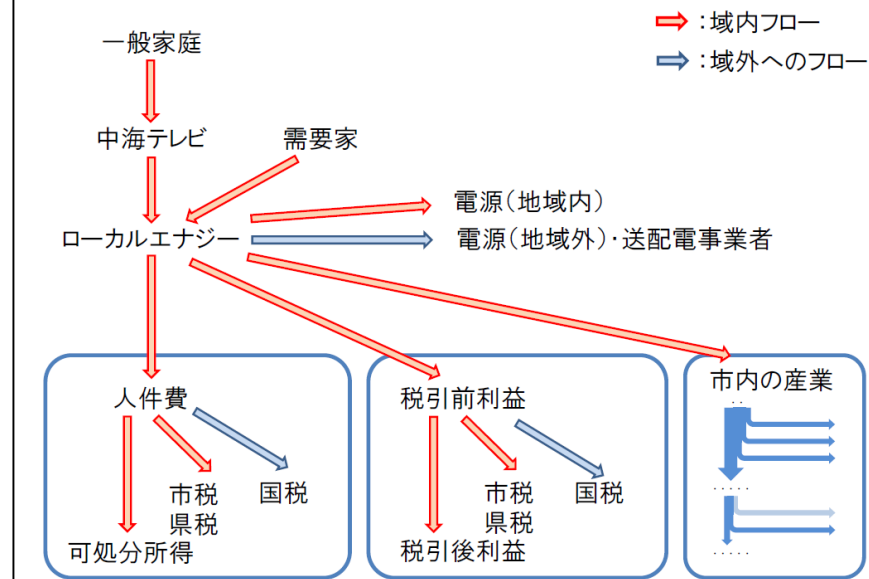 :域内フロー
:域外へのフロー
一般家庭
中海テレビ
需要家
電源(地域内)
ローカルエナジー
電源(地域外)・送配電事業者
人件費
市税
県税
国税
可処分所得
税引前利益
市税
県税
国税
税引後利益
市内の産業
‥
.....
.....